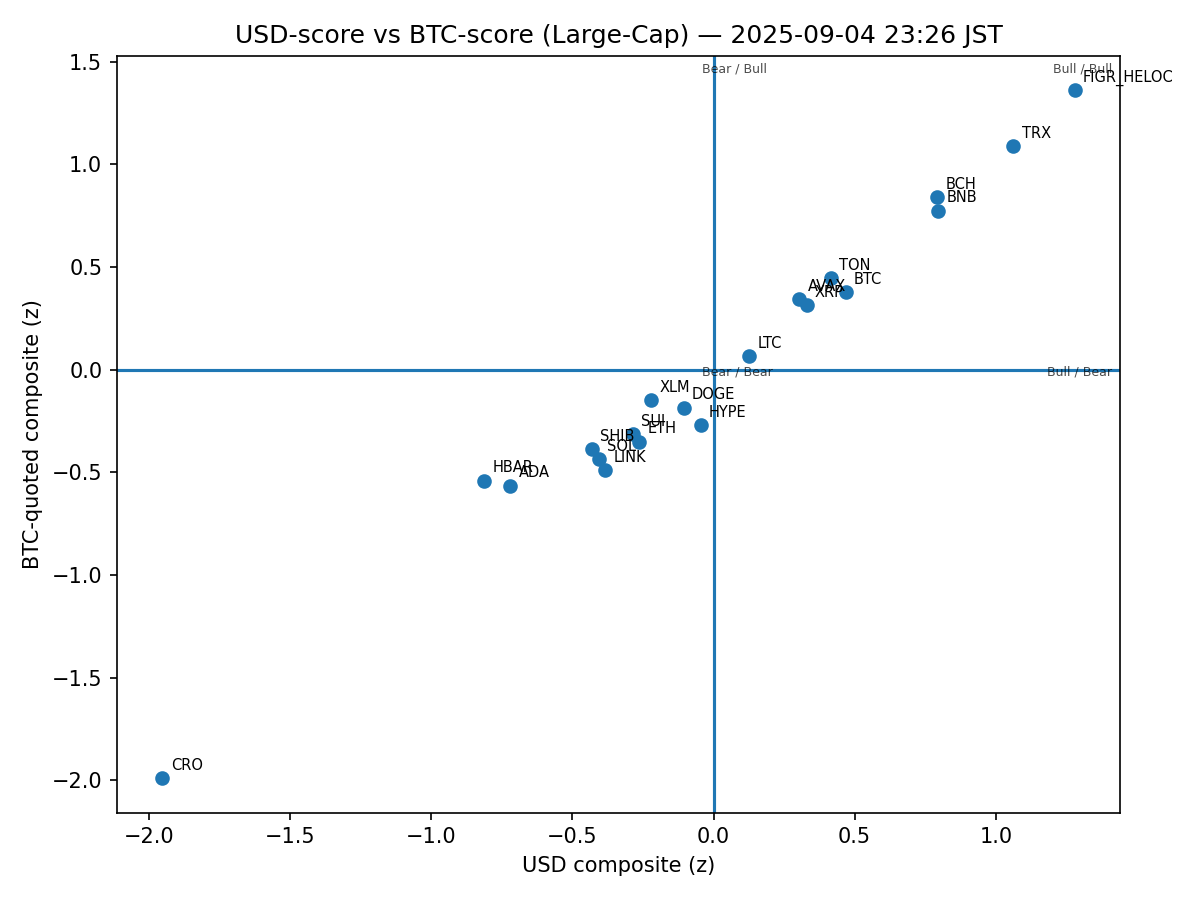 USD-score vs BTC-score (Large-Cap) — 2025-09-04 23:26 JST
Bear / Bull
Bull / Bull
FIGR_HELOC
TRX
BCH
BNB
TON
BTC
AVAX
XRP
LTC
Bear / Bear
Bull / Bear
XLM
DOGE
HYPE
SUI
ETH
SHIB
SOL
LINK
HBAR
ADA
CRO
1.5
1.0
0.5
0.0
−0.5
−1.0
−1.5
−2.0
BTC-quoted composite (z)
−2.0
−1.5
−1.0
−0.5
0.0
0.5
1.0
USD composite (z)